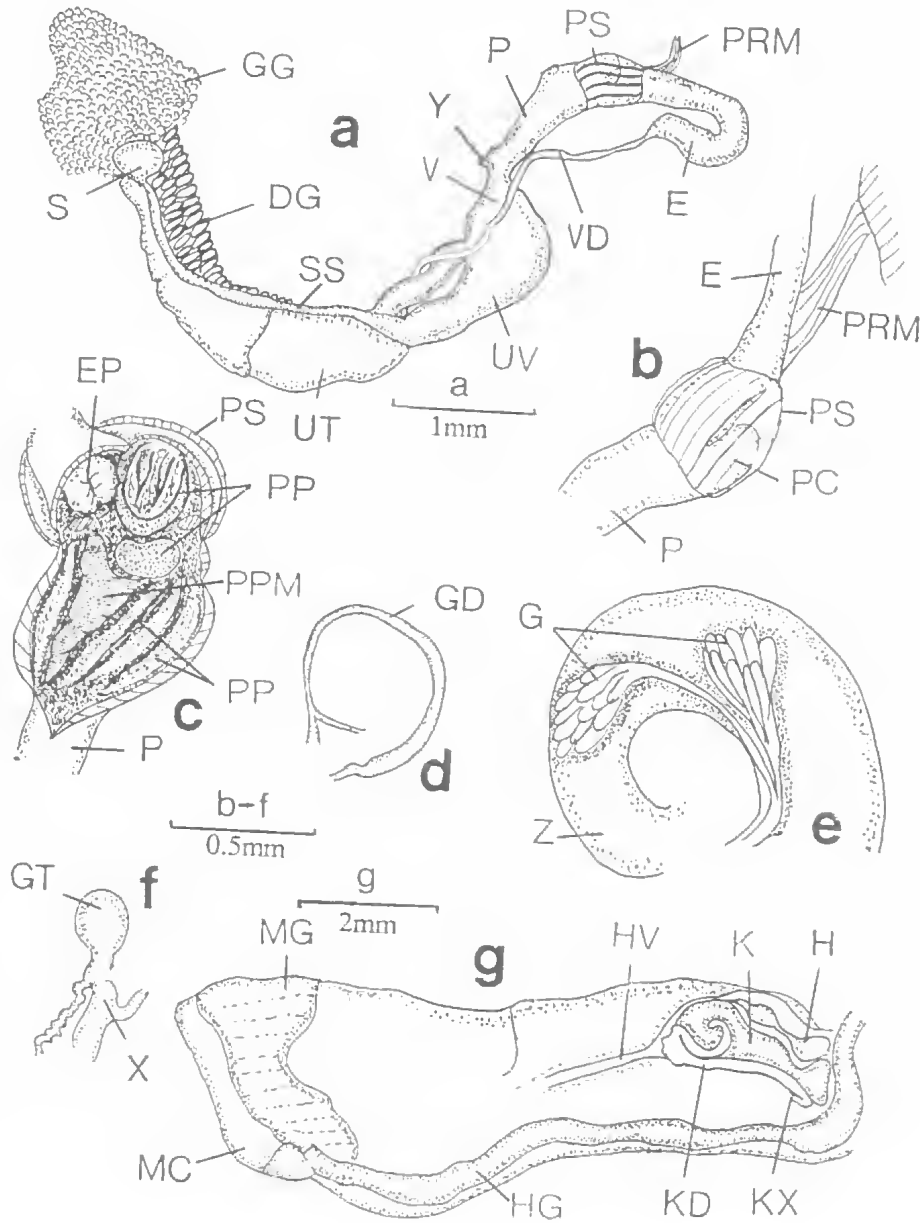 GG
S
DG
a
SS
UT
Y
V
P
PS
PRM
E
VD
UV
a
1mm
b
E
PRM
PS
PC
P
EP
PS
PP
PPM
PP
c
P
GD
d
G
Z
e
b-f
0.5mm
f
GT
X
g
2mm
MG
g
HV
K
H
MC
HG
KD
KX